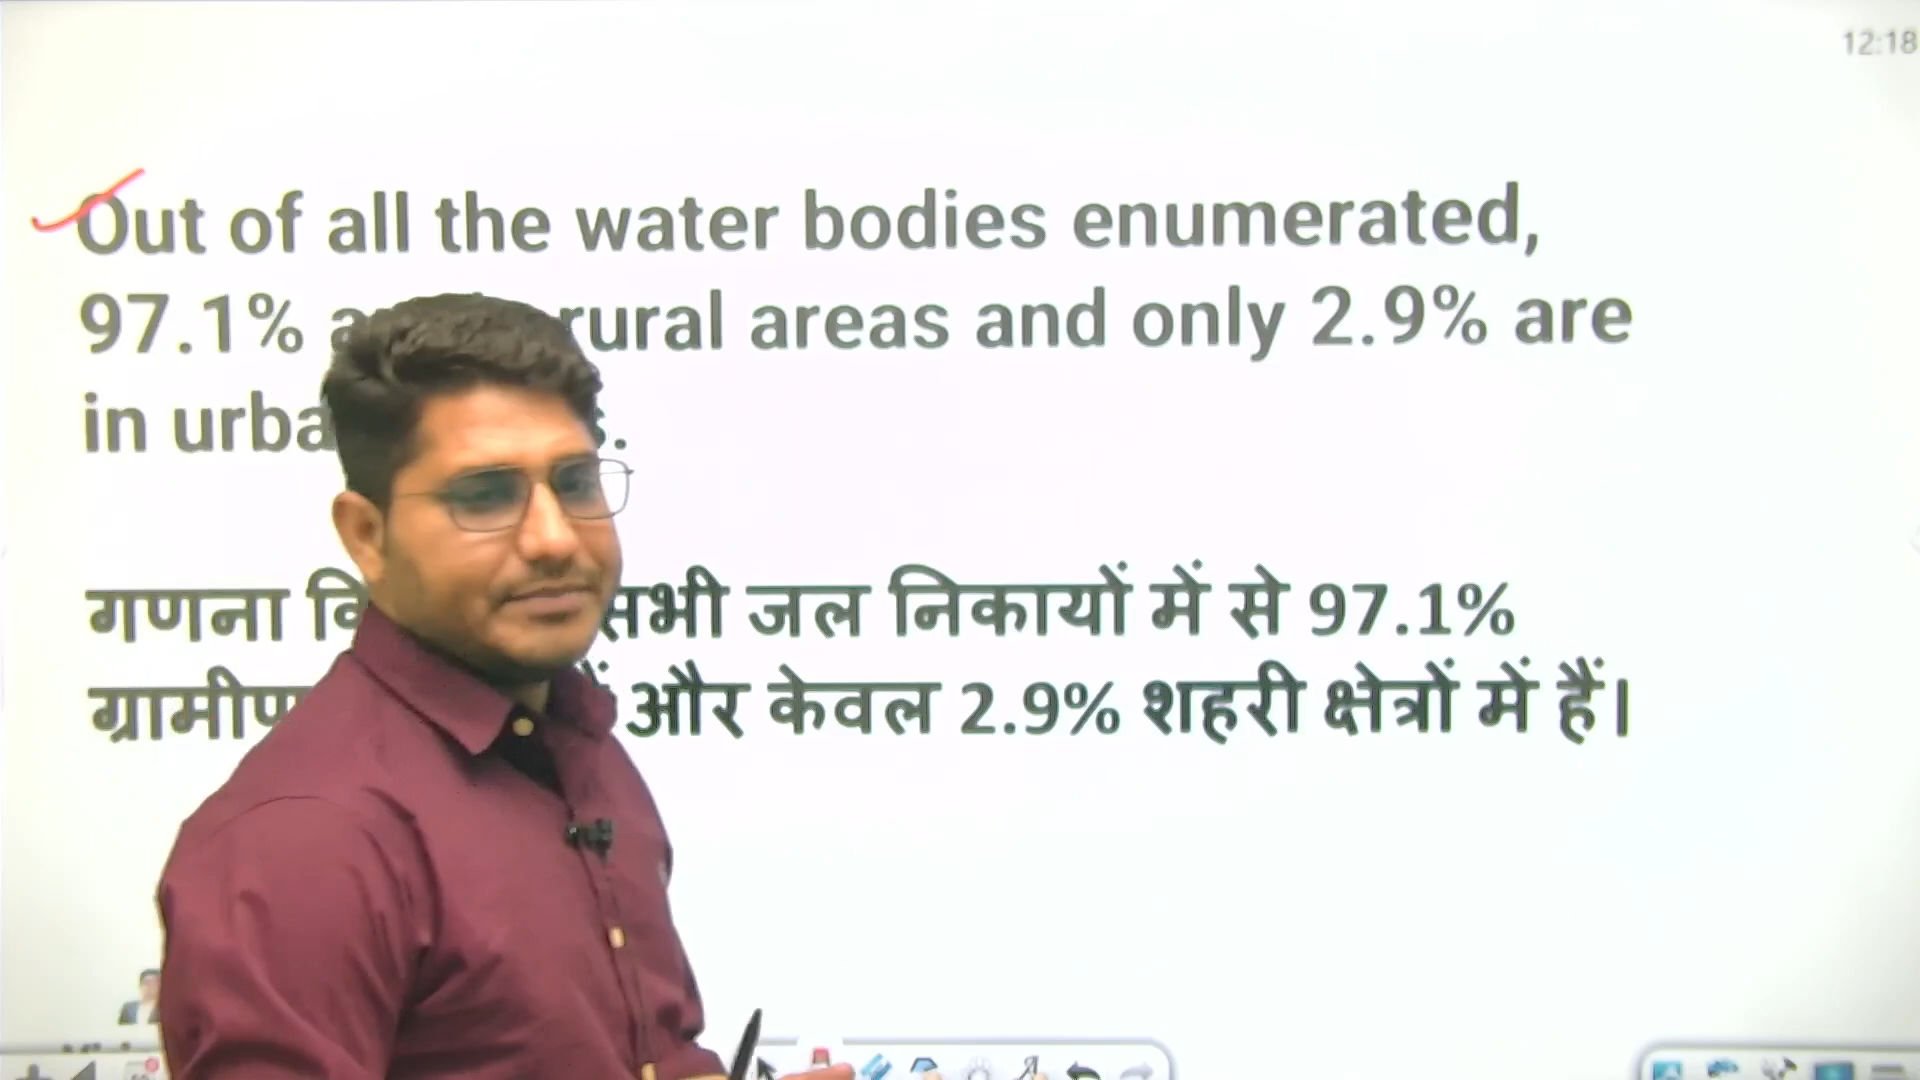 12:18
Out of all the water bodies enumerated,
97.1% rural areas and only 2.9% are
in
गणना सभी जल निकायों में से 97.1%
और केवल 2.9% शहरी क्षेत्रों में हैं।